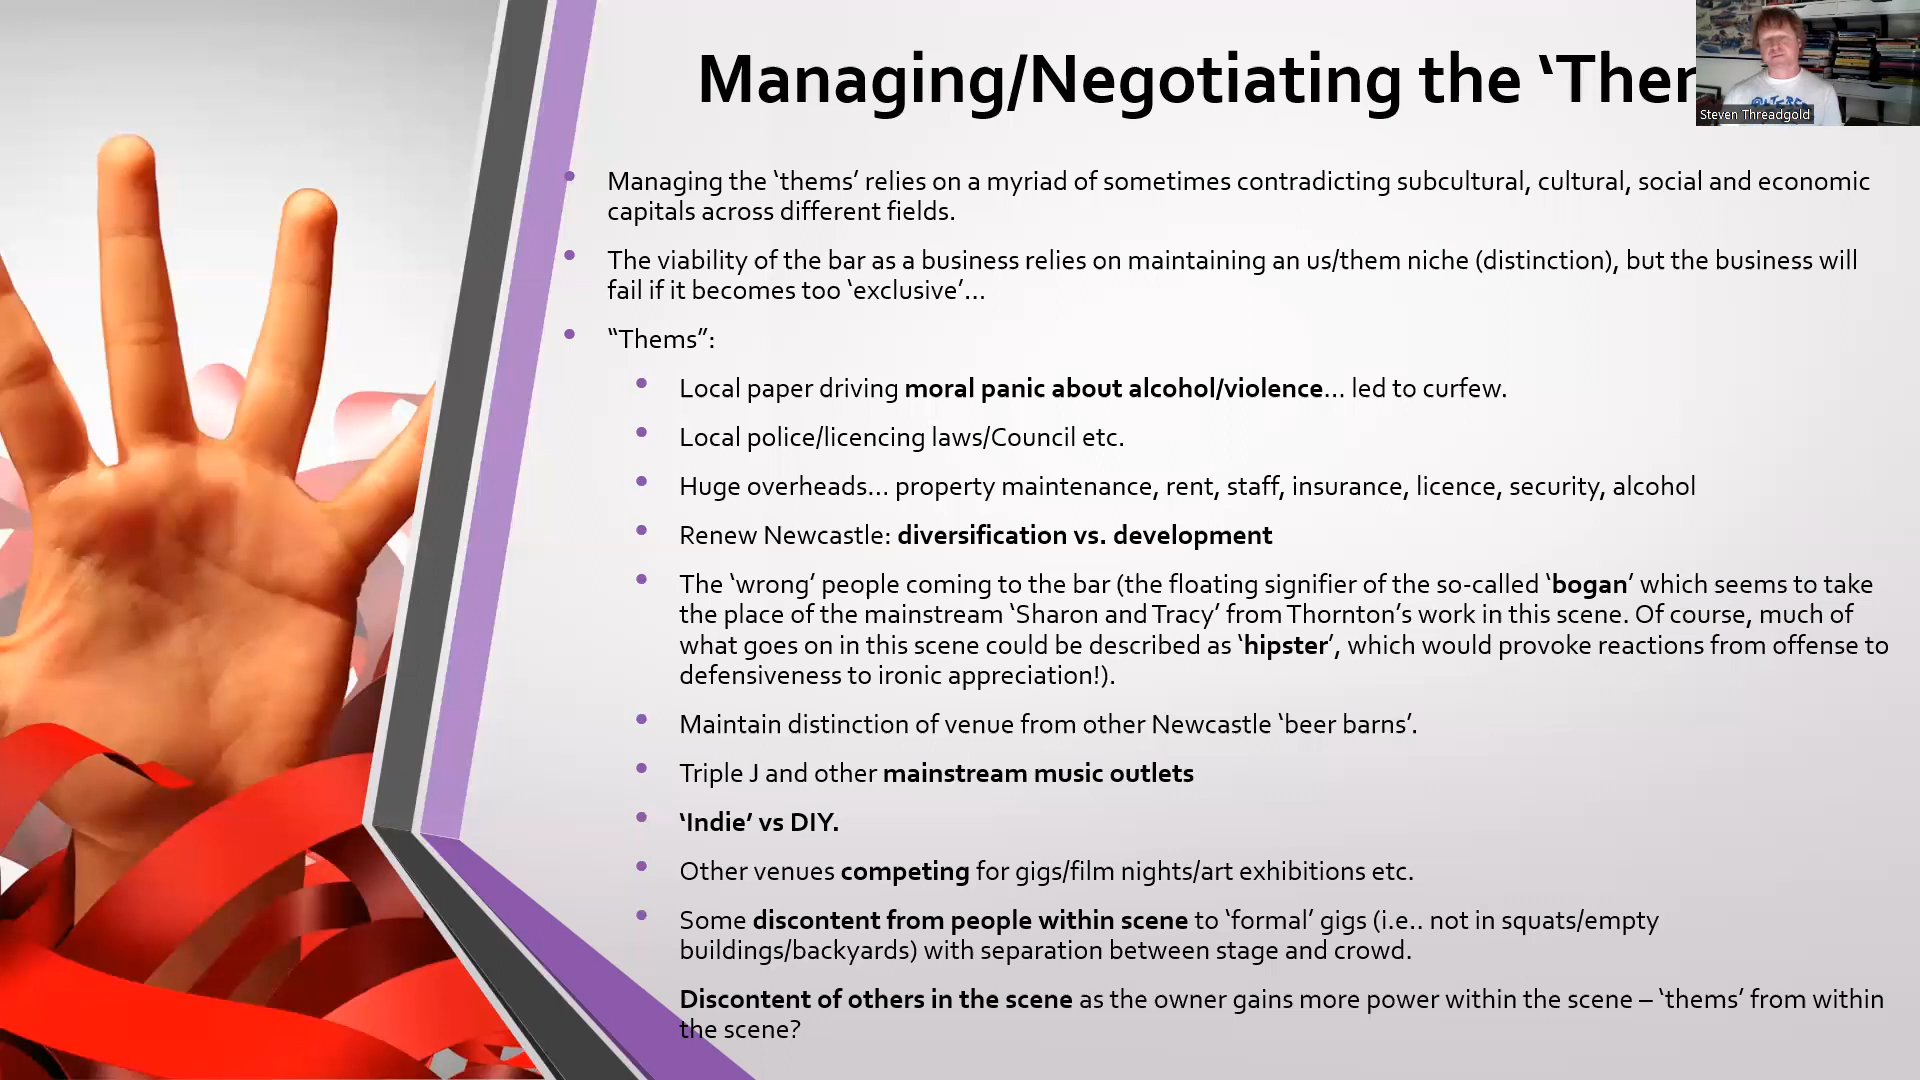 Managing/Negotiating the ‘Them
Steven Threadgold
Managing the ‘thems’ relies on a myriad of sometimes contradicting subcultural, cultural, social and economic
capitals across different fields.
The viability of the bar as a business relies on maintaining an us/them niche (distinction), but the business will
fail if it becomes too ‘exclusive’…
“Thems”:
Local paper driving moral panic about alcohol/violence… led to curfew.
Local police/licencing laws/Council etc.
Huge overheads… property maintenance, rent, staff, insurance, licence, security, alcohol
Renew Newcastle: diversification vs. development
The ‘wrong’ people coming to the bar (the floating signifier of the so-called ‘bogan’ which seems to take
the place of the mainstream ‘Sharon and Tracy’ from Thornton’s work in this scene. Of course, much of
what goes on in this scene could be described as ‘hipster’, which would provoke reactions from offense to
defensiveness to ironic appreciation!).
Maintain distinction of venue from other Newcastle ‘beer barns’.
Triple J and other mainstream music outlets
‘Indie’ vs DIY.
Other venues competing for gigs/film nights/art exhibitions etc.
Some discontent from people within scene to ‘formal’ gigs (i.e.. not in squats/empty
buildings/backyards) with separation between stage and crowd.
Discontent of others in the scene as the owner gains more power within the scene – ‘thems’ from within
the scene?